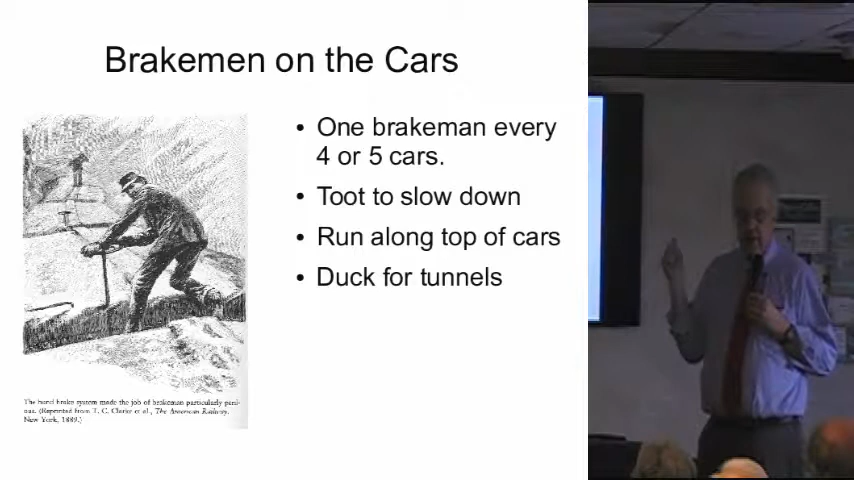 Brakemen on the Cars
• One brakeman every
4 or 5 cars.
• Toot to slow down
• Run along top of cars
• Duck for tunnels
The hand brake system made the job of brakeman particularly peril-
ous. (Reprinted from T. C. Clarke et al., The American Railway.
New York, 1889.)